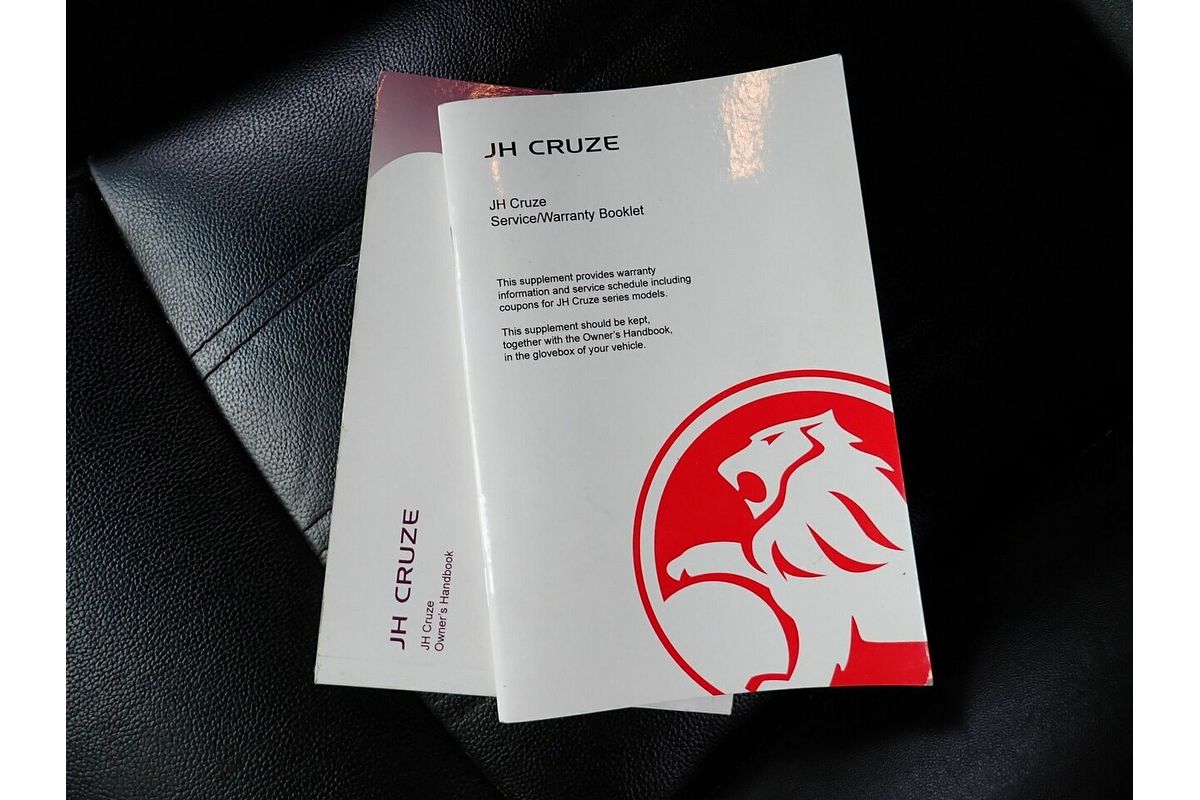 JH CRUZE
JH Cruze
Service/Warranty Booklet
This supplement provides warranty
information and service schedule including
coupons for JH Cruze series models.
This supplement should be kept,
together with the Owner's Handbook,
in the glovebox of your vehicle.
JH CRUZE
JH Cruze
Owner's Handbook